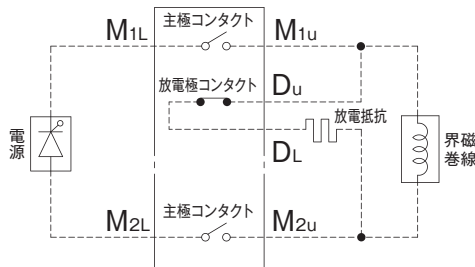 M1L 主極コンタクト M1u
放電極コンタクト Du
放電抵抗
電源
DL
界磁巻線
M2L 主極コンタクト M2u